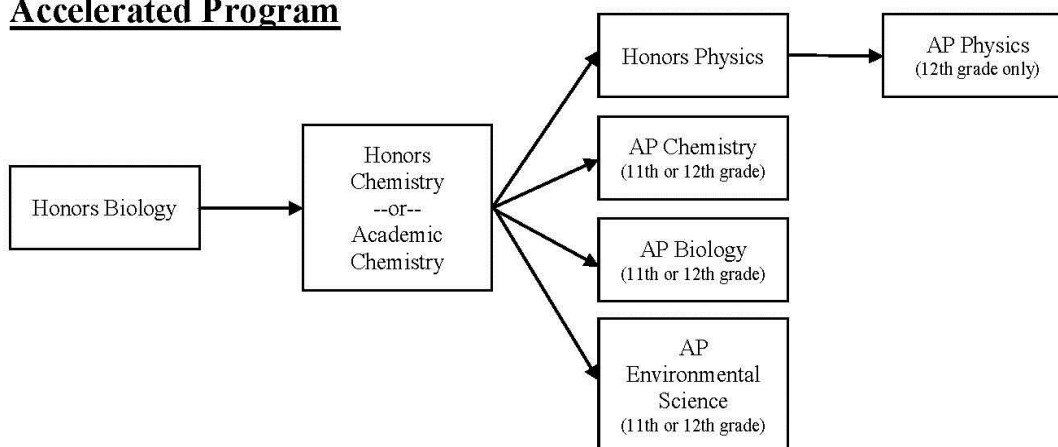 Accelerated Program
Honors Biology
Honors
Chemistry
--or--
Academic
Chemistry
Honors Physics
AP Physics
(12th grade only)
AP Chemistry
(11th or 12th grade)
AP Biology
(11th or 12th grade)
AP
Environmental
Science
(11th or 12th grade)